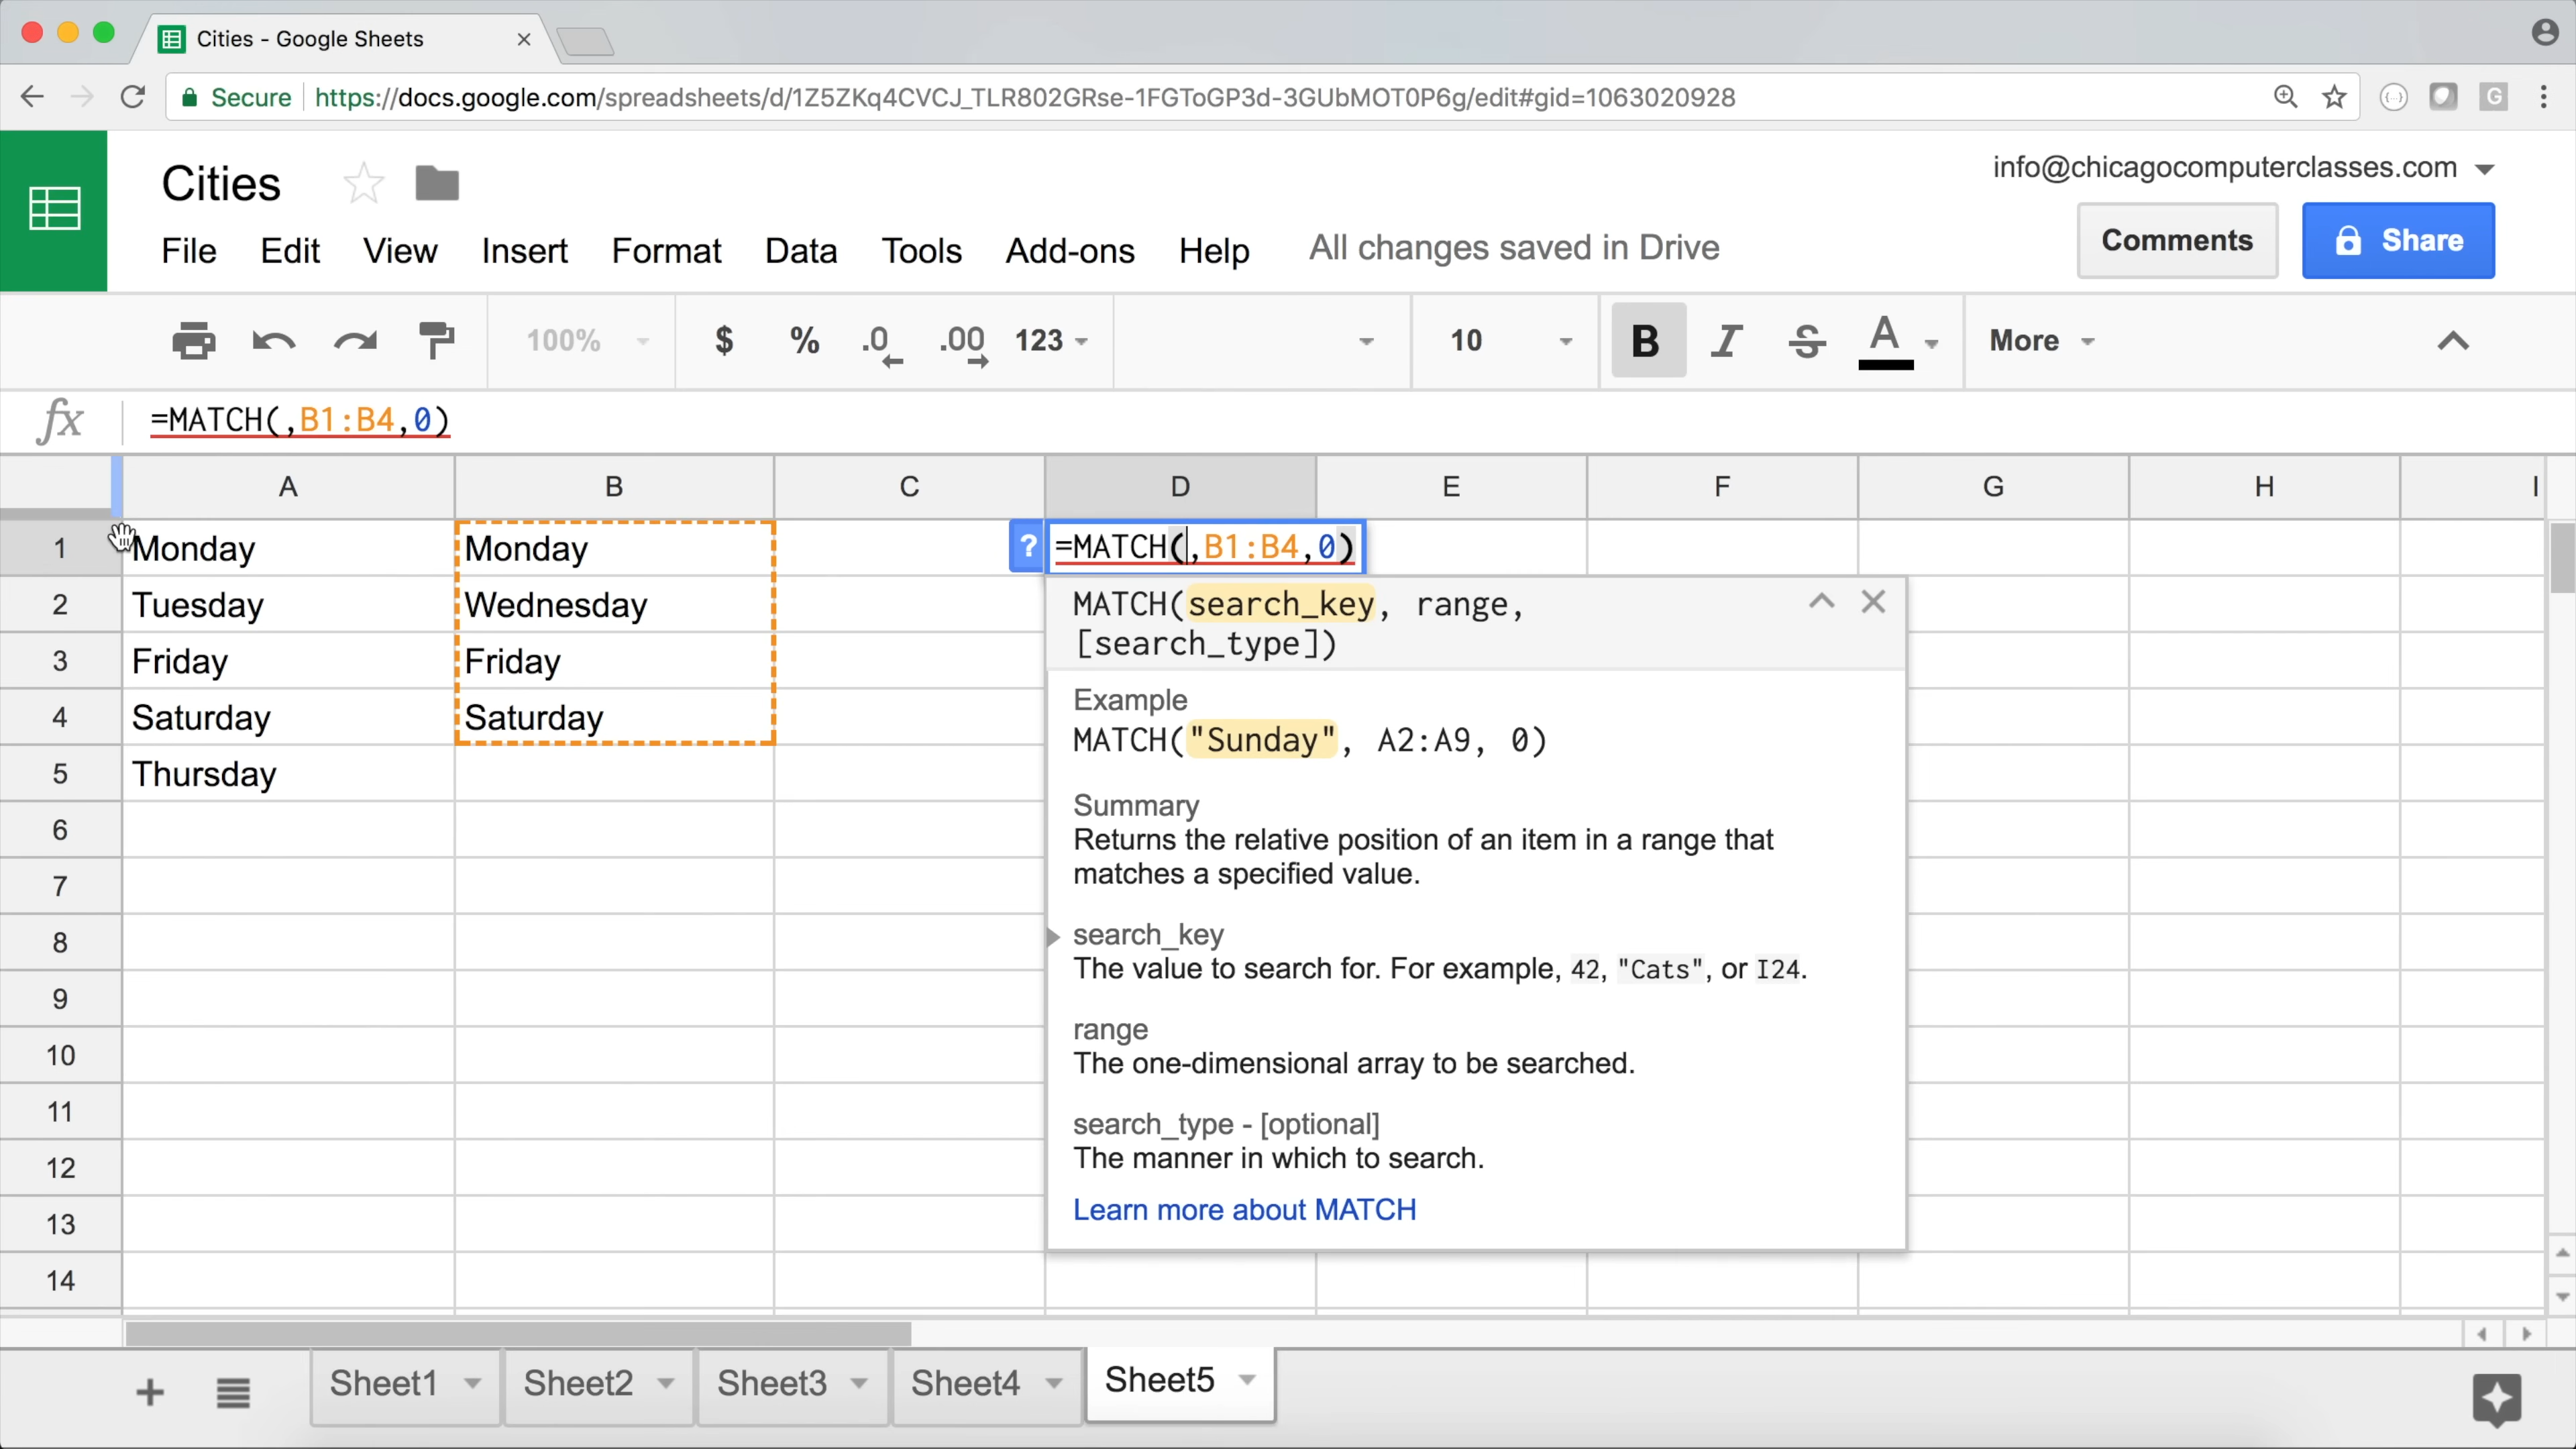 Cities - Google Sheets
Secure https://docs.google.com/spreadsheets/d/1Z5ZKq4CVCJ_TLR802GRse-1FGToGP3d-3GUbMOT0P6g/edit#gid=1063020928
G
Cities
info@chicagocomputerclasses.com
File Edit View Insert Format Data Tools Add-ons Help All changes saved in Drive
Comments Share
100% $ % .0 .00 123 10 B I S A More
fx =MATCH(,B1:B4,0)
A B C D E F G H I
1 Monday Monday ? =MATCH(,B1:B4,0)
2 Tuesday Wednesday
3 Friday Friday
4 Saturday Saturday
5 Thursday
6
7
8
9
10
11
12
13
14
MATCH(search_key, range,
[search_type])
Example
MATCH("Sunday", A2:A9, 0)
Summary
Returns the relative position of an item in a range that
matches a specified value.
search_key
The value to search for. For example, 42, "Cats", or I24.
range
The one-dimensional array to be searched.
search_type - [optional]
The manner in which to search.
Learn more about MATCH
Sheet1 Sheet2 Sheet3 Sheet4 Sheet5